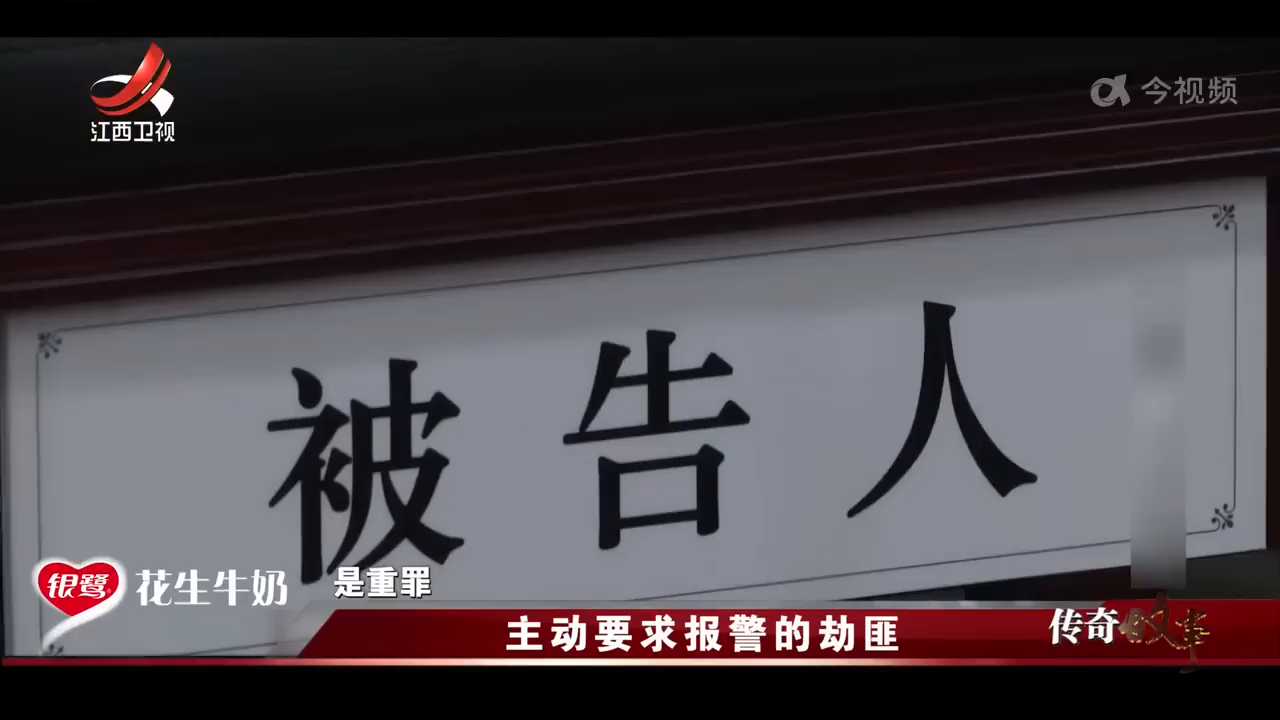 江西卫视
今视频
被告人
银鹭 花生牛奶
是重罪
主动要求报警的劫匪
传奇故事